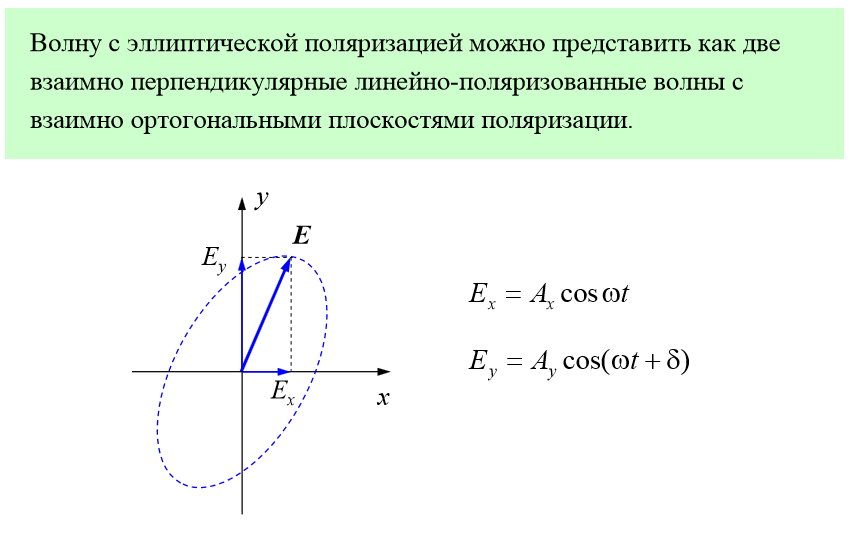 Волну с эллиптической поляризацией можно представить как две
взаимно перпендикулярные линейно-поляризованные волны с
взаимно ортогональными плоскостями поляризации.
y
E
E_y
E_x = A_x cos ωt
E_y = A_y cos(ωt + δ)
E_x
x